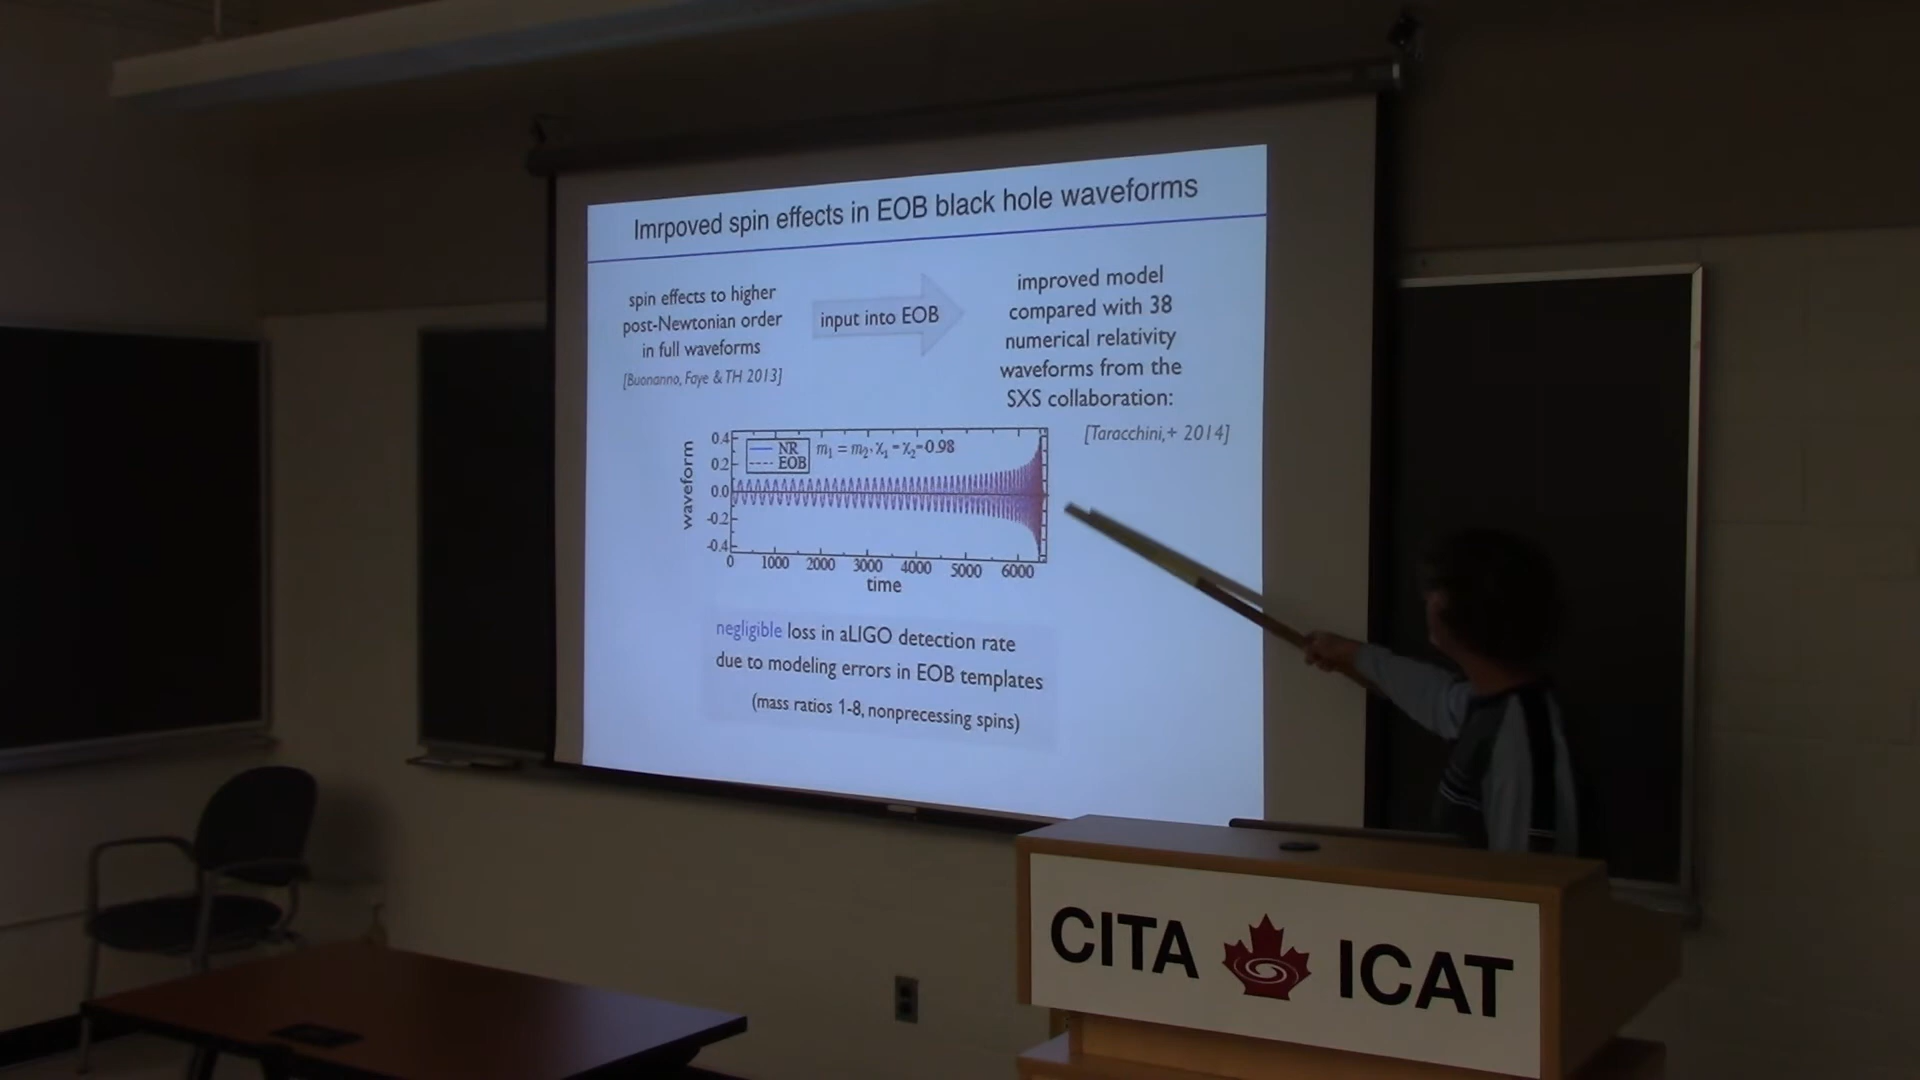 Imrpoved spin effects in EOB black hole waveforms
spin effects to higher
post-Newtonian order
in full waveforms
[Buonanno, Faye & TH 2013]
input into EOB
improved model
compared with 38
numerical relativity
waveforms from the
SXS collaboration:
[Taracchini,+ 2014]
waveform
0.4
0.2
0.0
-0.2
-0.4
NR
EOB
m₁ = m₂, χ₁ = χ₂=0.98
0 1000 2000 3000 4000 5000 6000
time
negligible loss in aLIGO detection rate
due to modeling errors in EOB templates
(mass ratios 1-8, nonprecessing spins)
CITA ICAT